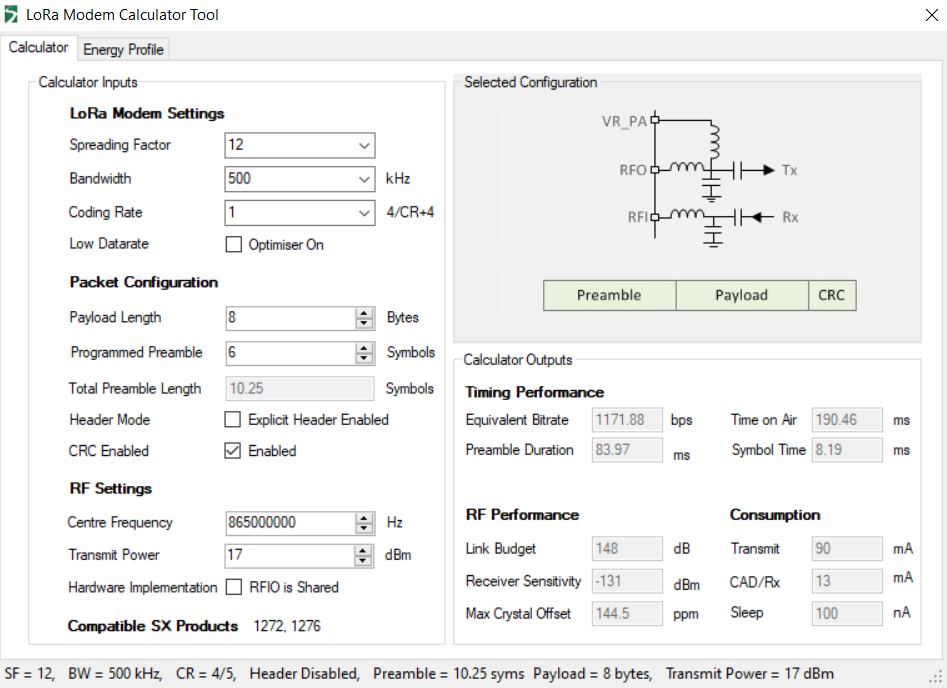 LoRa Modem Calculator Tool
Calculator
Energy Profile
Calculator Inputs
LoRa Modem Settings
Spreading Factor 12
Bandwidth 500 kHz
Coding Rate 1 4/CR+4
Low Datarate Optimiser On
Packet Configuration
Payload Length 8 Bytes
Programmed Preamble 6 Symbols
Total Preamble Length 10.25 Symbols
Header Mode Explicit Header Enabled
CRC Enabled Enabled
RF Settings
Centre Frequency 865000000 Hz
Transmit Power 17 dBm
Hardware Implementation RFIO is Shared
Compatible SX Products 1272, 1276
Selected Configuration
VR_PA
RFO Tx
RFI Rx
Preamble Payload CRC
Calculator Outputs
Timing Performance
Equivalent Bitrate 1171.88 bps Time on Air 190.46 ms
Preamble Duration 83.97 ms Symbol Time 8.19 ms
RF Performance Consumption
Link Budget 148 dB Transmit 90 mA
Receiver Sensitivity -131 dBm CAD/Rx 13 mA
Max Crystal Offset 144.5 ppm Sleep 100 nA
SF = 12, BW = 500 kHz, CR = 4/5, Header Disabled, Preamble = 10.25 syms Payload = 8 bytes, Transmit Power = 17 dBm